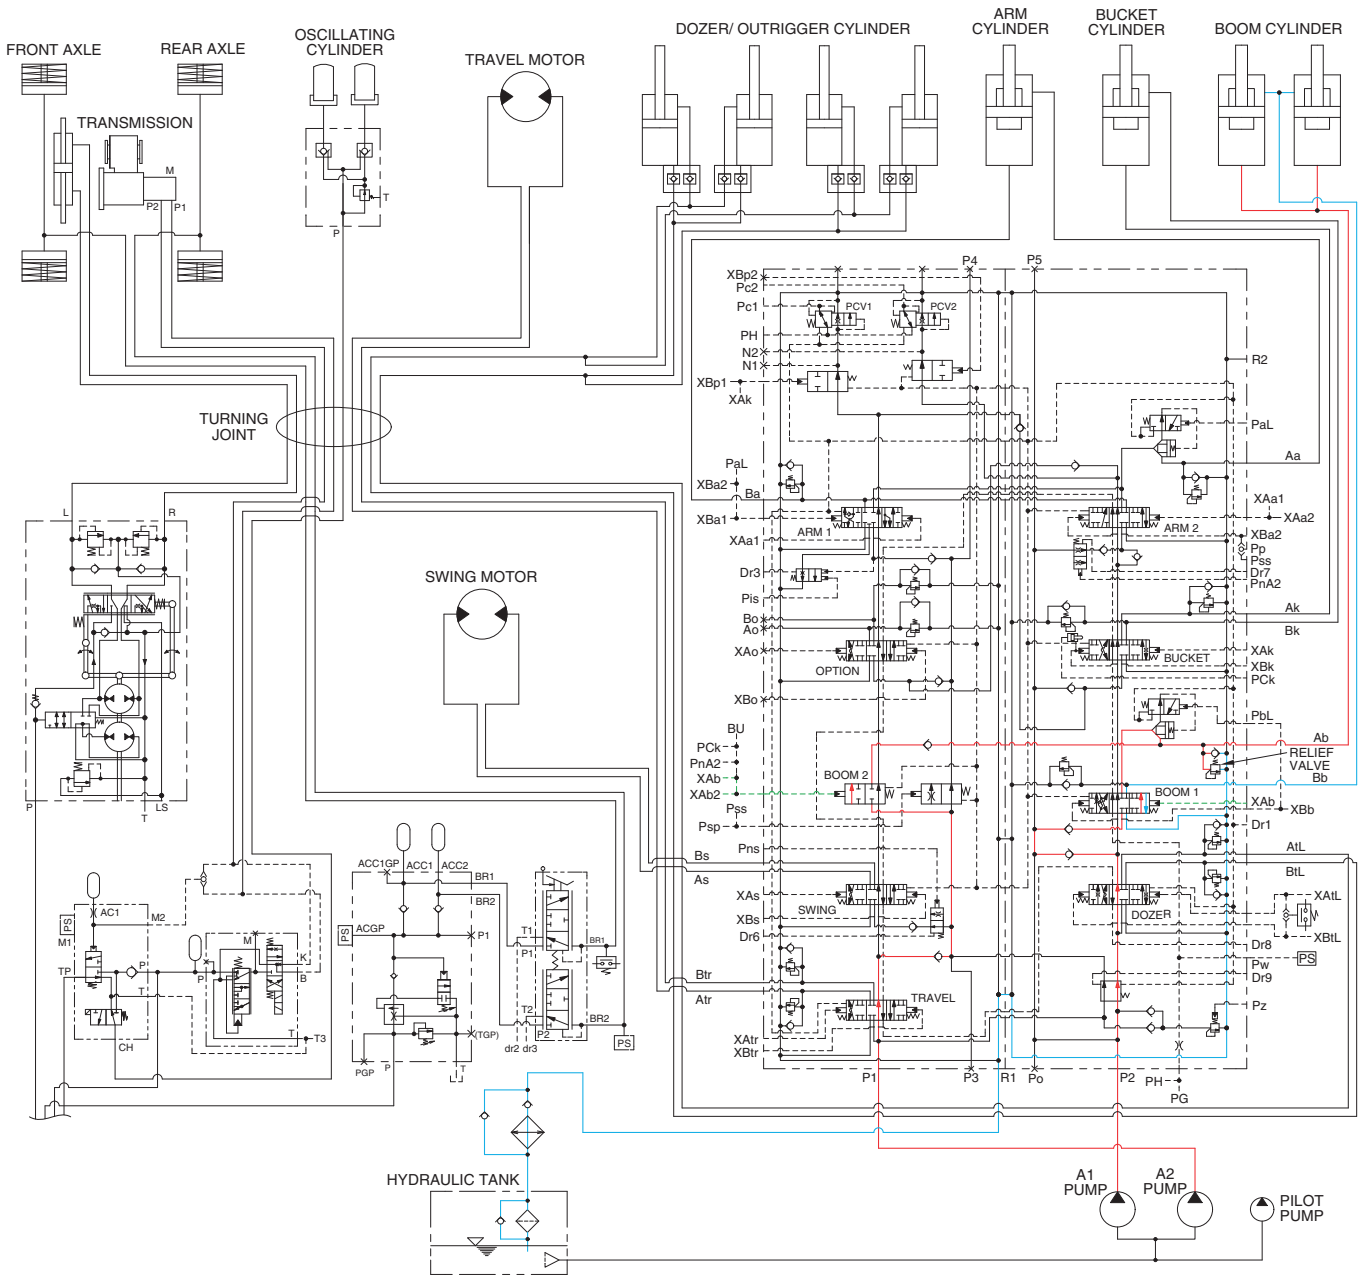 FRONT AXLE
REAR AXLE
OSCILLATING
CYLINDER
TRAVEL MOTOR
DOZER/ OUTRIGGER CYLINDER
ARM
CYLINDER
BUCKET
CYLINDER
BOOM CYLINDER
TRANSMISSION
M
P2
P1
T
P
TURNING
JOINT
XBp2
Pc2
Pc1
PH
N2
N1
XBp1
XAk
P4
P5
PCV1
PCV2
R2
PaL
Aa
PaL
XBa2
Ba
XBa1
XAa1
ARM 1
ARM 2
XAa1
XAa2
XBa2
Pp
Pss
Dr7
PnA2
Dr3
Pis
Bo
Ao
XAo
OPTION
XBo
Ak
Bk
BUCKET
XAk
XBk
PCk
L
R
P
LS
T
SWING MOTOR
BU
PCk
PnA2
XAb
XAb2
Pss
Psp
BOOM 2
PbL
Ab
RELIEF
VALVE
Bb
BOOM 1
XAb
XBb
Dr1
Pns
Bs
As
XAs
SWING
XBs
Dr6
AtL
BtL
XAtL
DOZER
XBtL
Dr8
PS
Pw
Dr9
Pz
Btr
Atr
TRAVEL
XAtr
XBtr
P1
P3
R1
Po
P2
PH
PG
ACC1GP
ACC1
ACC2
BR1
BR2
PS
ACGP
P1
T1
P1
BR1
T2
P2
BR2
PS
(TGP)
dr2
dr3
PGP
P
T
PS
AC1
M2
M1
TP
P
T
CH
M
P
K
B
T
T3
HYDRAULIC TANK
A1
PUMP
A2
PUMP
PILOT
PUMP